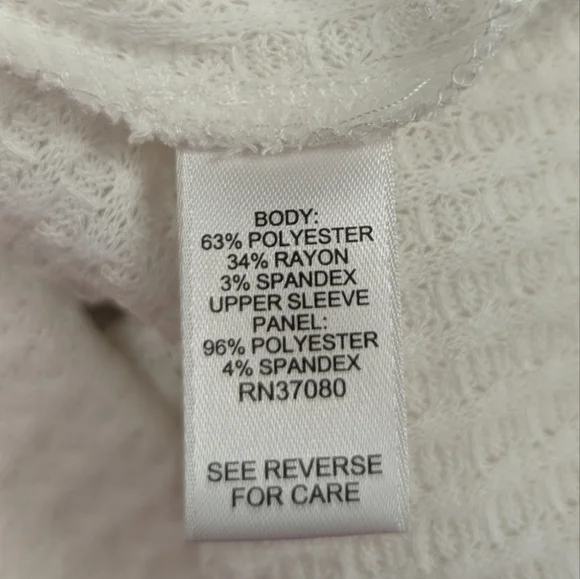 BODY:
63% POLYESTER
34% RAYON
3% SPANDEX
UPPER SLEEVE
PANEL:
96% POLYESTER
4% SPANDEX
RN37080
SEE REVERSE
FOR CARE